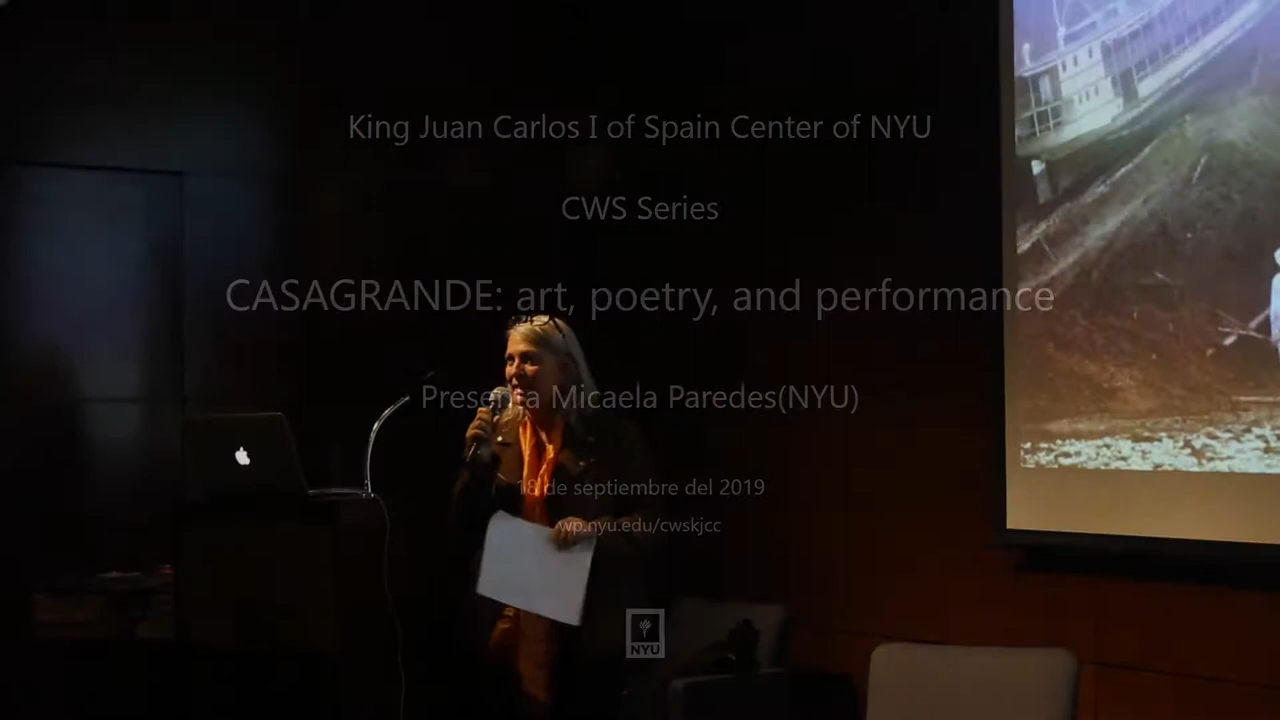 King Juan Carlos I of Spain Center of NYU
CWS Series
CASAGRANDE: art, poetry, and performance
Presenta Micaela Paredes(NYU)
18 de septiembre del 2019
wp.nyu.edu/cwskjcc
NYU